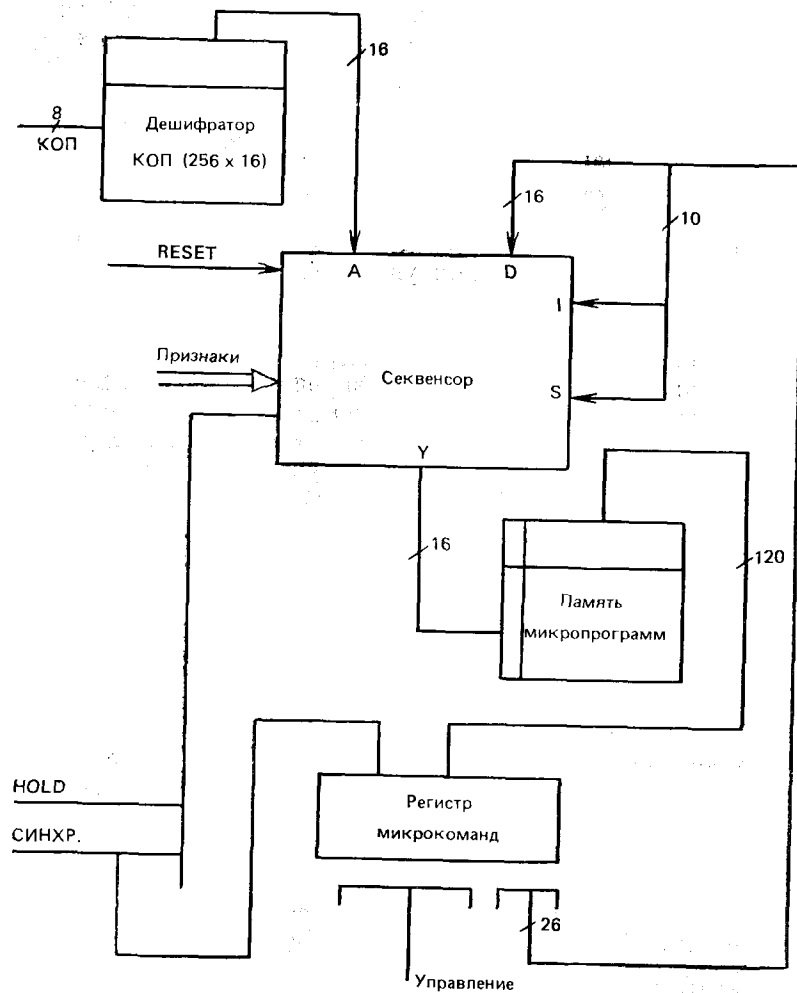 16
8
КОП
Дешифратор
КОП (256 x 16)
16
10
RESET
A
D
I
Признаки
Секвенсор
S
Y
16
120
Память
микропрограмм
HOLD
СИНХР.
Регистр
микрокоманд
26
Управление